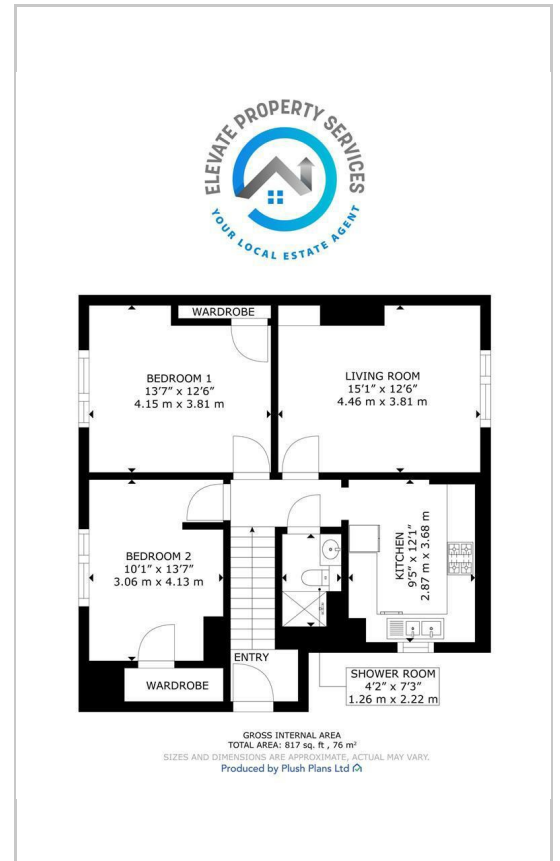 ELEVATE PROPERTY SERVICES
YOUR LOCAL ESTATE AGENT
WARDROBE
BEDROOM 1
13'7" x 12'6"
4.15 m x 3.81 m
LIVING ROOM
15'1" x 12'6"
4.46 m x 3.81 m
BEDROOM 2
10'1" x 13'7"
3.06 m x 4.13 m
KITCHEN
9'5" x 12'1"
2.87 m x 3.68 m
ENTRY
WARDROBE
SHOWER ROOM
4'2" x 7'3"
1.26 m x 2.22 m
GROSS INTERNAL AREA
TOTAL AREA: 817 sq. ft , 76 m²
SIZES AND DIMENSIONS ARE APPROXIMATE, ACTUAL MAY VARY.
Produced by Plush Plans Ltd